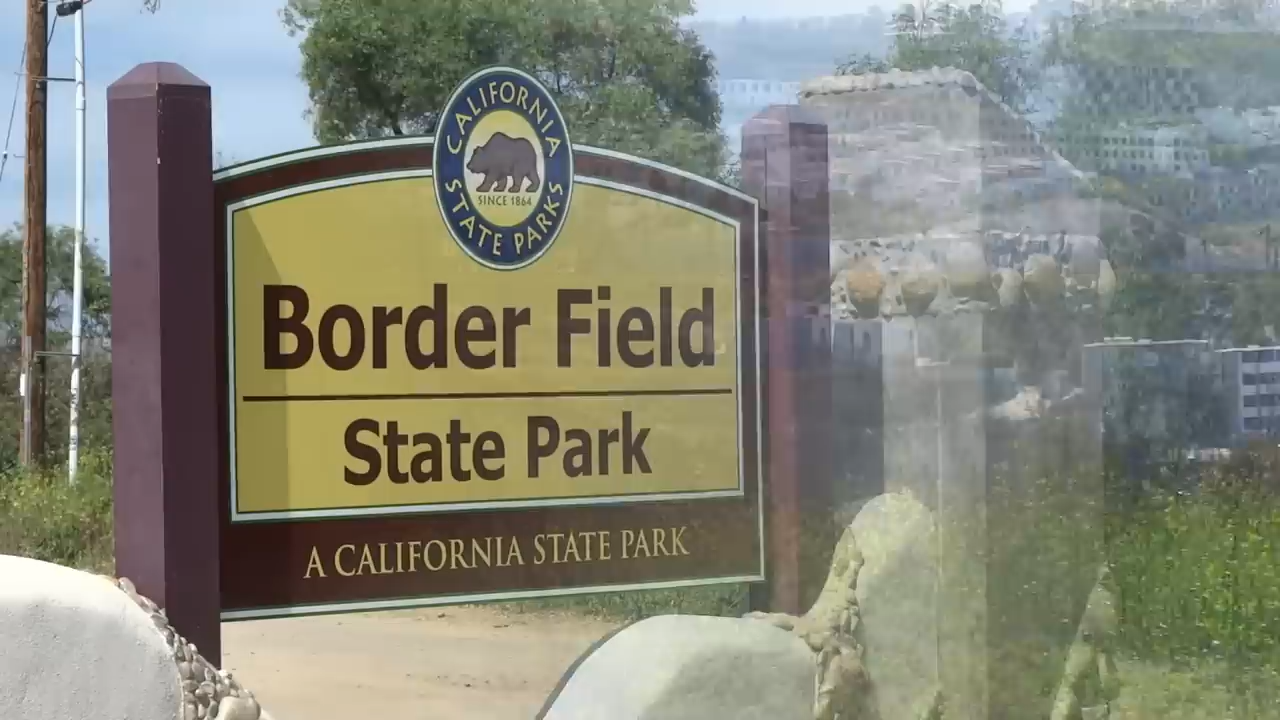 CALIFORNIA
SINCE 1864
STATE PARKS
Border Field
State Park
A CALIFORNIA STATE PARK